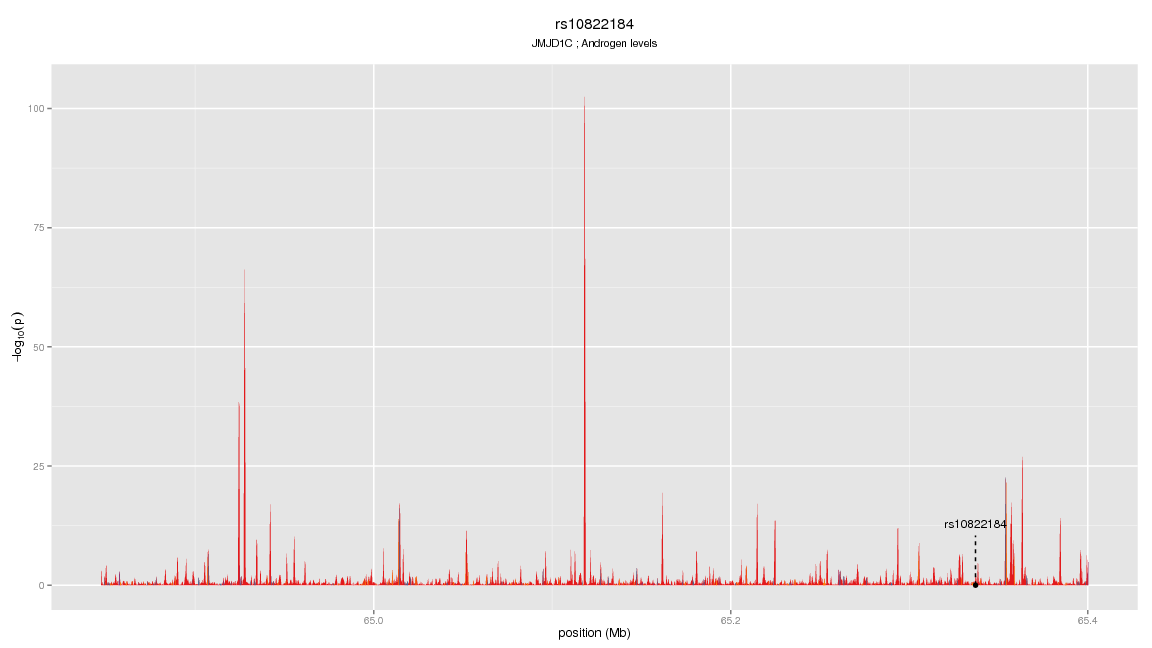 rs10822184
JMJD1C ; Androgen levels
100
75
50
25
0
−log10(p)
rs10822184
65.0
65.2
65.4
position (Mb)